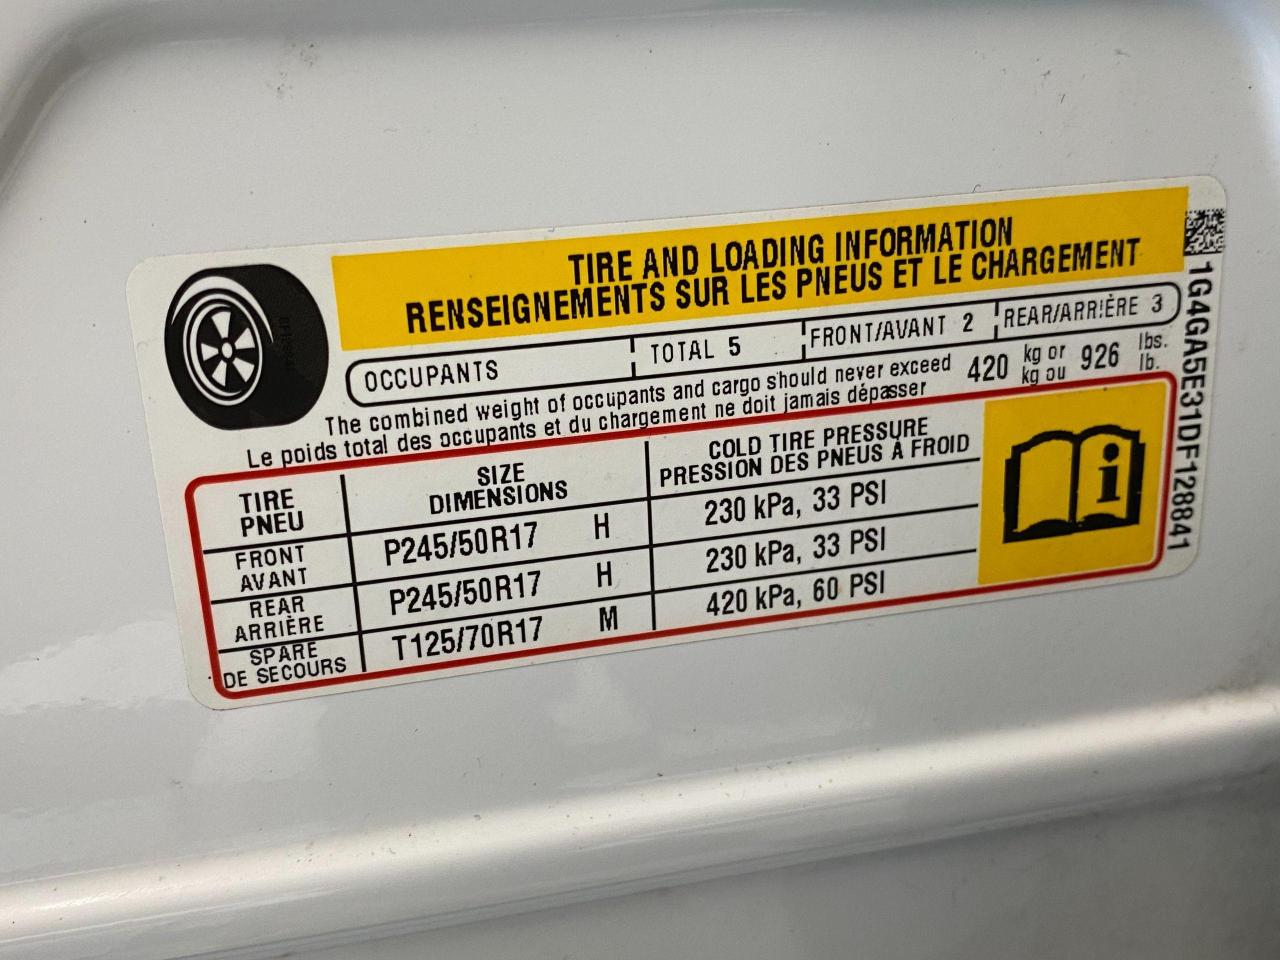 TIRE AND LOADING INFORMATION
RENSEIGNEMENTS SUR LES PNEUS ET LE CHARGEMENT
OCCUPANTS TOTAL 5 FRONT/AVANT 2 REAR/ARRIÈRE 3
The combined weight of occupants and cargo should never exceed 420 kg or 926 lbs.
Le poids total des occupants et du chargement ne doit jamais dépasser kg ou lb.
TIRE SIZE COLD TIRE PRESSURE
PNEU DIMENSIONS PRESSION DES PNEUS À FROID
FRONT
AVANT P245/50R17 H 230 kPa, 33 PSI
REAR
ARRIÈRE P245/50R17 H 230 kPa, 33 PSI
SPARE
DE SECOURS T125/70R17 M 420 kPa, 60 PSI
i
1G4GA5E31DF128841